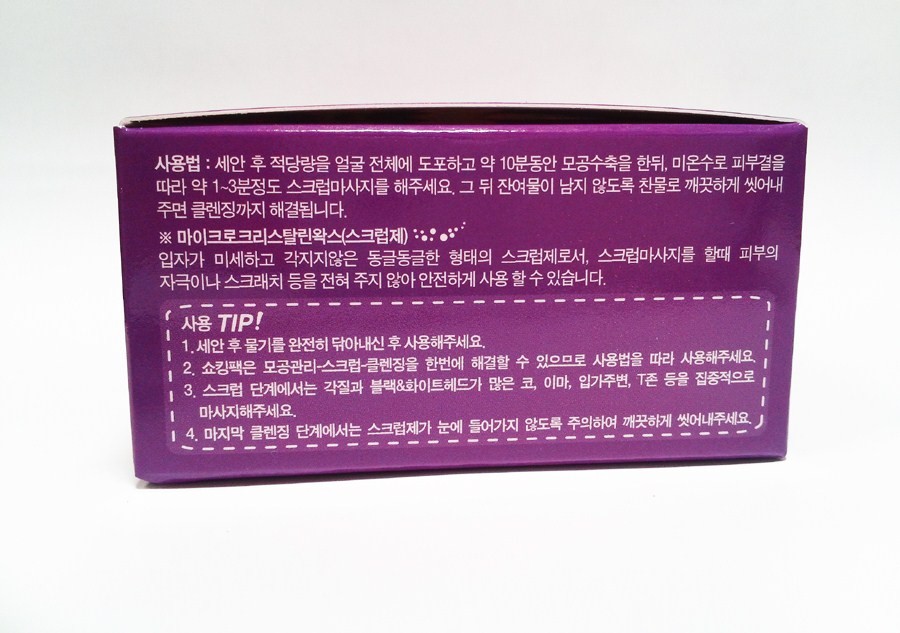 사용법 : 세안 후 적당량을 얼굴 전체에 도포하고 약 10분동안 모공수축을 한뒤, 미온수로 피부결을
따라 약 1~3분정도 스크럽마사지를 해주세요. 그 뒤 잔여물이 남지 않도록 찬물로 깨끗하게 씻어내
주면 클렌징까지 해결됩니다.
※ 마이크로크리스탈린왁스(스크럽제)
입자가 미세하고 각지지않은 동글동글한 형태의 스크럽제로서, 스크럽마사지를 할때 피부의
자극이나 스크래치 등을 전혀 주지 않아 안전하게 사용 할 수 있습니다.
사용 TIP!
1. 세안 후 물기를 완전히 닦아내신 후 사용해주세요.
2. 쇼킹팩은 모공관리-스크럽-클렌징을 한번에 해결할 수 있으므로 사용법을 따라 사용해주세요.
3. 스크럽 단계에서는 각질과 블랙&화이트헤드가 많은 코, 이마, 입가주변, T존 등을 집중적으로
마사지해주세요.
4. 마지막 클렌징 단계에서는 스크럽제가 눈에 들어가지 않도록 주의하여 깨끗하게 씻어내주세요.